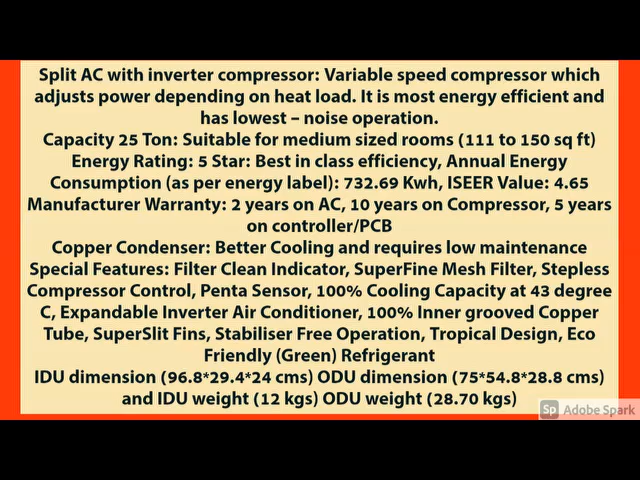 Split AC with inverter compressor: Variable speed compressor which
adjusts power depending on heat load. It is most energy efficient and
has lowest – noise operation.
Capacity 25 Ton: Suitable for medium sized rooms (111 to 150 sq ft)
Energy Rating: 5 Star: Best in class efficiency, Annual Energy
Consumption (as per energy label): 732.69 Kwh, ISEER Value: 4.65
Manufacturer Warranty: 2 years on AC, 10 years on Compressor, 5 years
on controller/PCB
Copper Condenser: Better Cooling and requires low maintenance
Special Features: Filter Clean Indicator, SuperFine Mesh Filter, Stepless
Compressor Control, Penta Sensor, 100% Cooling Capacity at 43 degree
C, Expandable Inverter Air Conditioner, 100% Inner grooved Copper
Tube, SuperSlit Fins, Stabiliser Free Operation, Tropical Design, Eco
Friendly (Green) Refrigerant
IDU dimension (96.8*29.4*24 cms) ODU dimension (75*54.8*28.8 cms)
and IDU weight (12 kgs) ODU weight (28.70 kgs)
Sp Adobe Spark